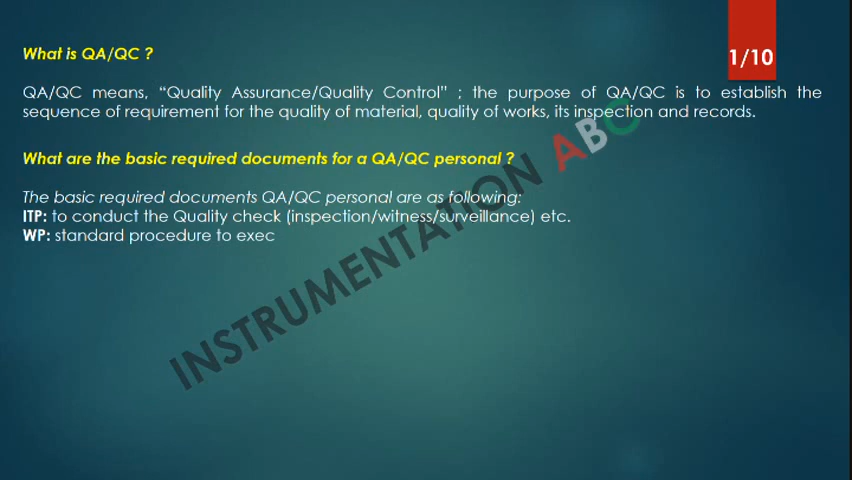 What is QA/QC ?
1/10
QA/QC means, “Quality Assurance/Quality Control” ; the purpose of QA/QC is to establish the
sequence of requirement for the quality of material, quality of works, its inspection and records.
What are the basic required documents for a QA/QC personal ?
The basic required documents QA/QC personal are as following:
ITP: to conduct the Quality check (inspection/witness/surveillance) etc.
WP: standard procedure to exec
INSTRUMENTATION ABC